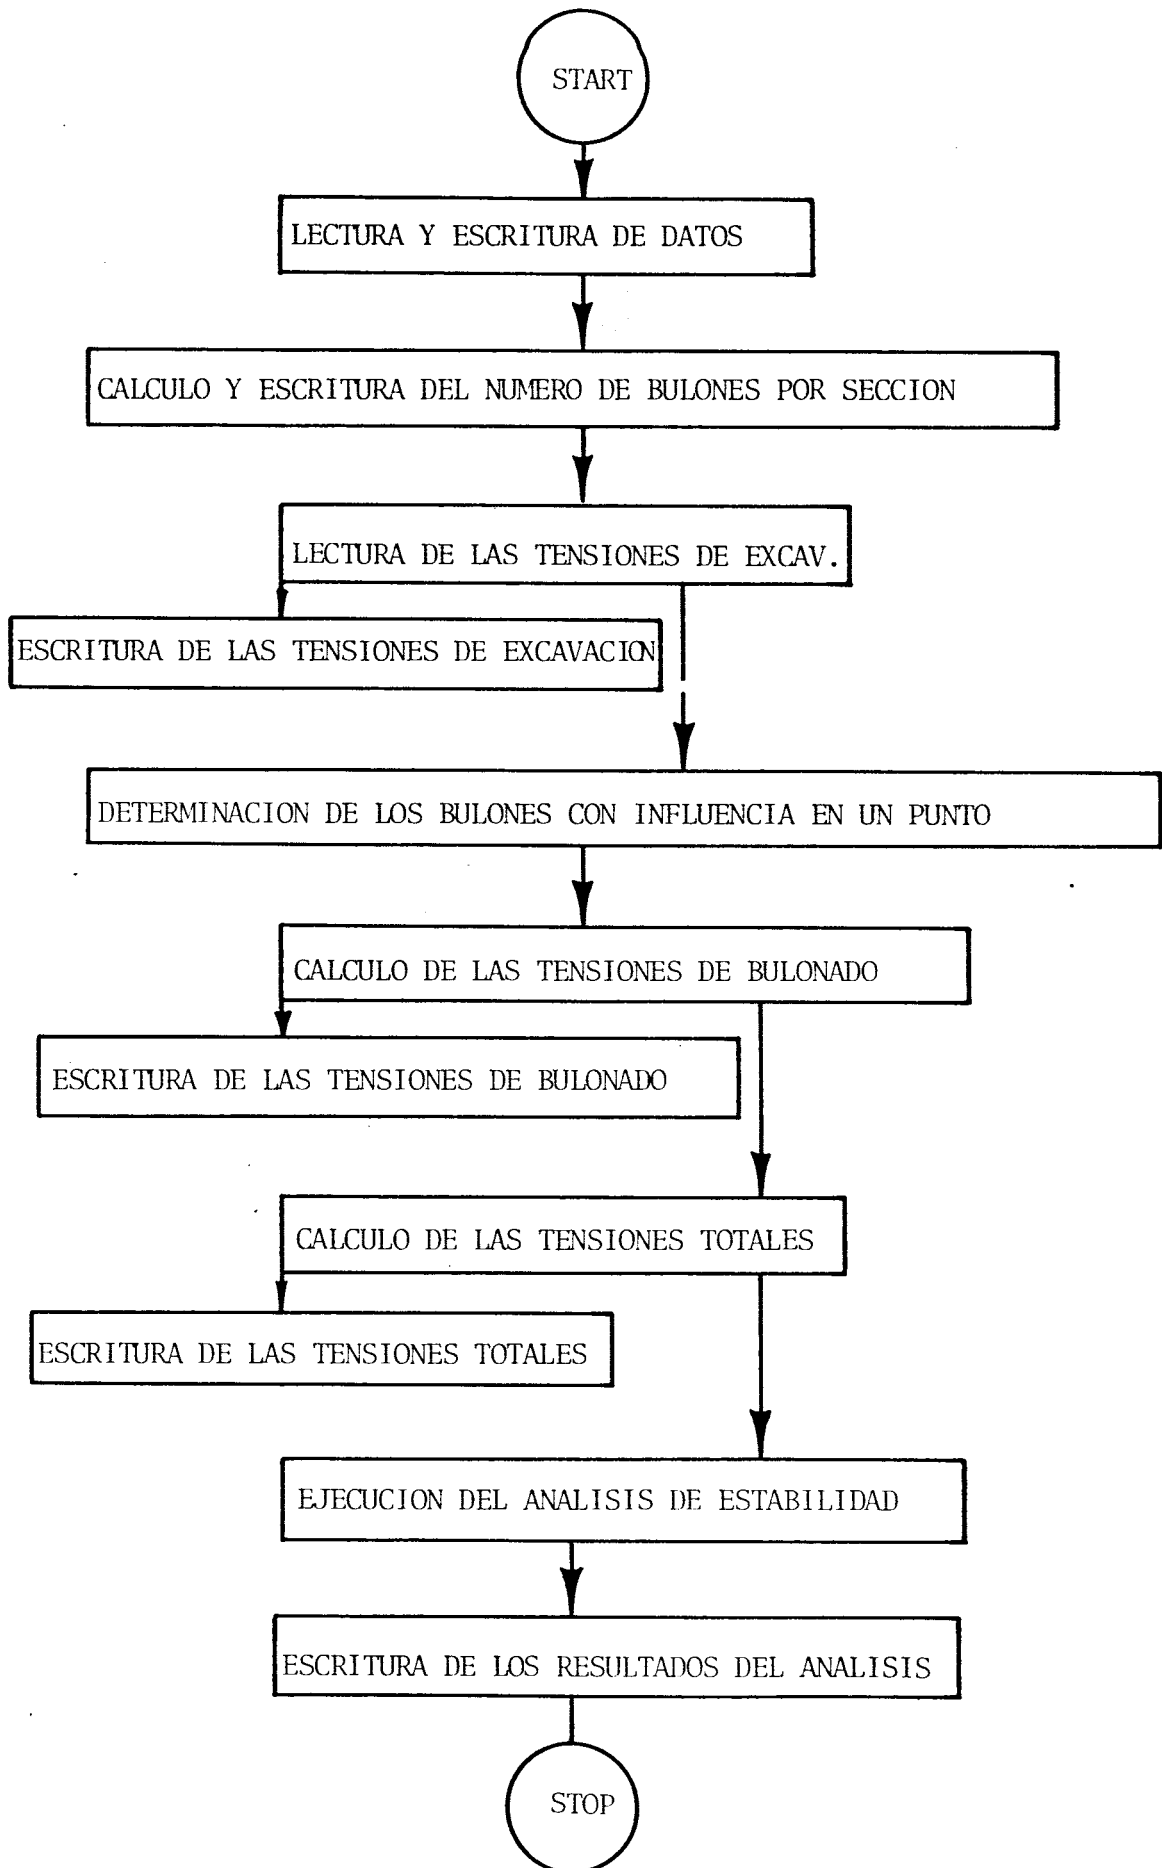 START
LECTURA Y ESCRITURA DE DATOS
CALCULO Y ESCRITURA DEL NUMERO DE BULONES POR SECCION
LECTURA DE LAS TENSIONES DE EXCAV.
ESCRITURA DE LAS TENSIONES DE EXCAVACION
DETERMINACION DE LOS BULONES CON INFLUENCIA EN UN PUNTO
CALCULO DE LAS TENSIONES DE BULONADO
ESCRITURA DE LAS TENSIONES DE BULONADO
CALCULO DE LAS TENSIONES TOTALES
ESCRITURA DE LAS TENSIONES TOTALES
EJECUCION DEL ANALISIS DE ESTABILIDAD
ESCRITURA DE LOS RESULTADOS DEL ANALISIS
STOP